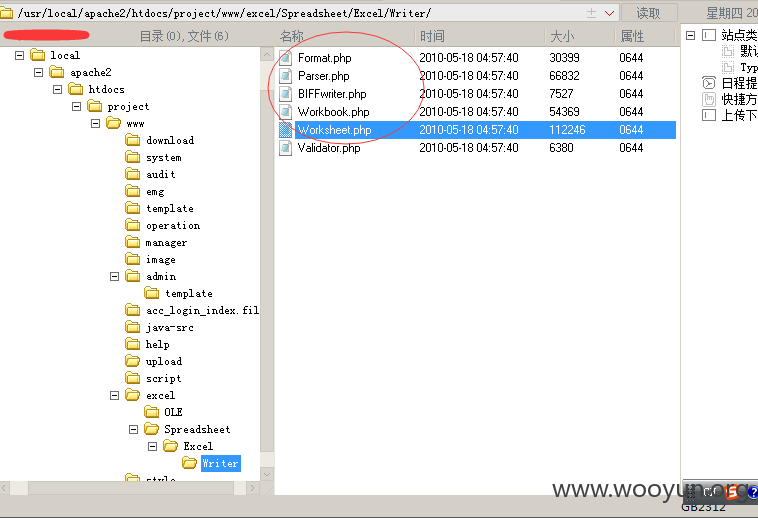 /usr/local/apache2/htdocs/project/www/excel/Spreadsheet/Excel/Writer/ 读取 星期四 20
目录(0),文件(6) 名称 时间 大小 属性
local
apache2
htdocs
project
www
download
system
audit
emg
template
operation
manager
image
admin
template
acc_login_index.fil
java-src
help
upload
script
excel
OLE
Spreadsheet
Excel
Writer
style
Format.php 2010-05-18 04:57:40 30399 0644
Parser.php 2010-05-18 04:57:40 66832 0644
BIFFwriter.php 2010-05-18 04:57:40 7527 0644
Workbook.php 2010-05-18 04:57:40 54369 0644
Worksheet.php 2010-05-18 04:57:40 112246 0644
Validator.php 2010-05-18 04:57:40 6380 0644
站点类
默认
Typ
日程提
快捷方
上传下
www.wooyun.org
GB2312